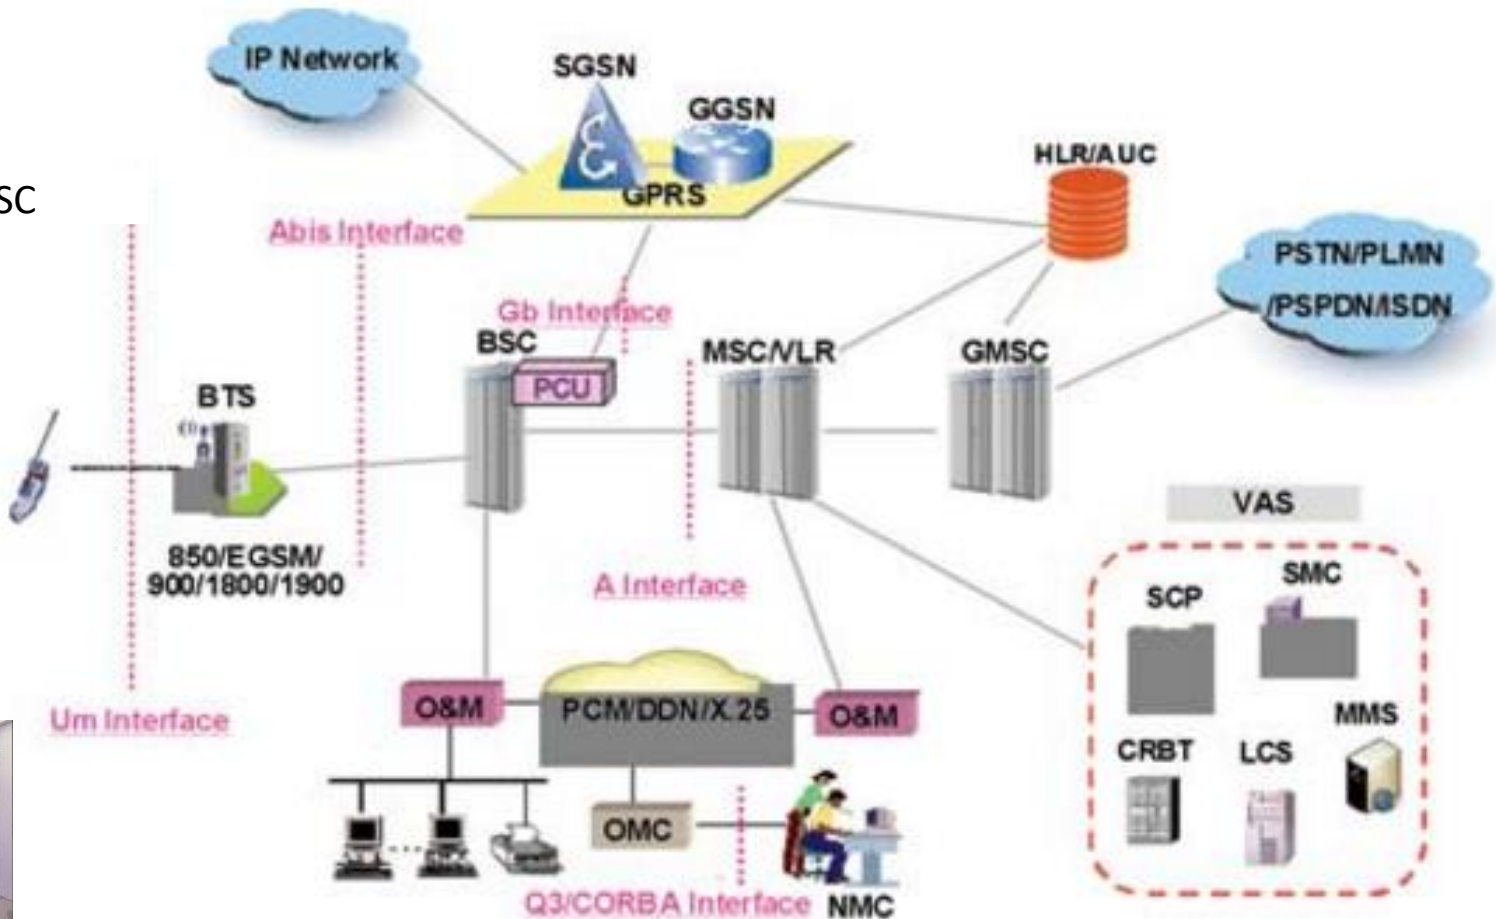 IP Network
SGSN
GGSN
GPRS
HLR/AUC
SC
Abis Interface
PSTN/PLMN
/PSPDN/ISDN
Gb Interface
BSC
PCU
MSC/VLR
GMSC
BTS
850/EGSM/
900/1800/1900
A Interface
VAS
SCP
SMC
O&M
PCM/DDN/X.25
O&M
Um Interface
MMS
CRBT
LCS
OMC
Q3/CORBA Interface
NMC